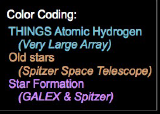 Color Coding:
THINGS Atomic Hydrogen
(Very Large Array)
Old stars
(Spitzer Space Telescope)
Star Formation
(GALEX & Spitzer)